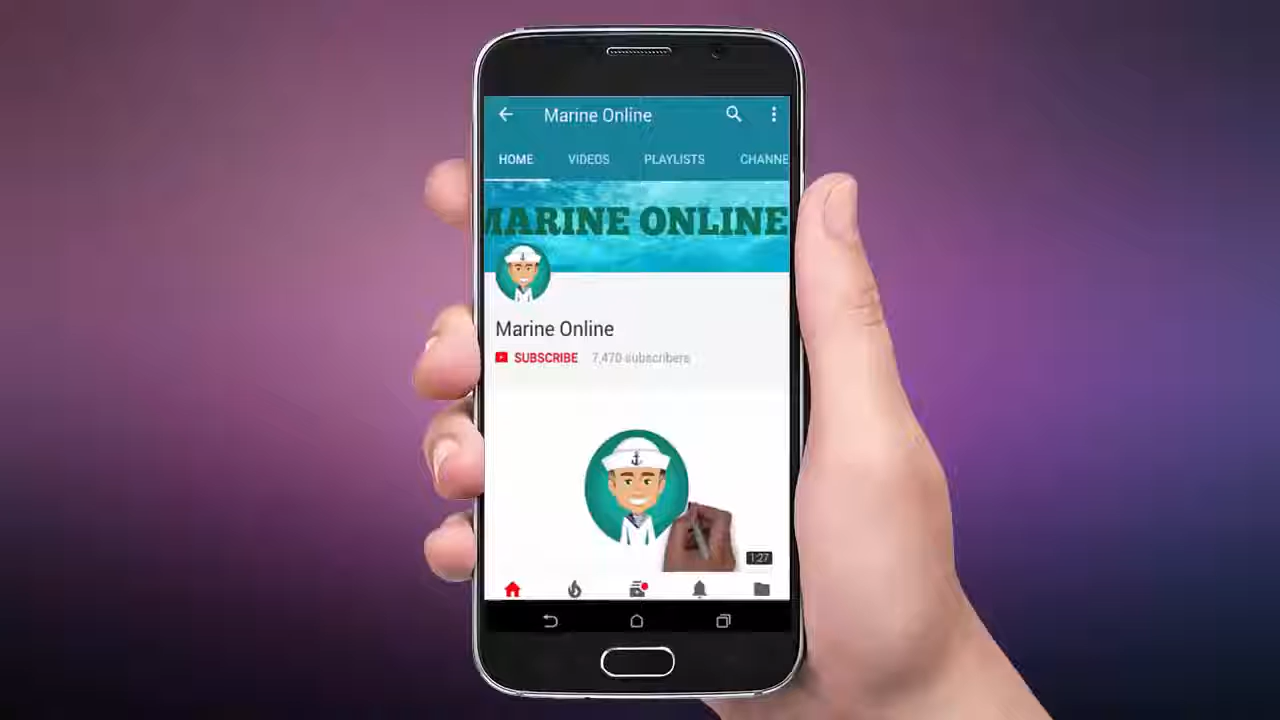 Marine Online
HOME VIDEOS PLAYLISTS CHANNE
MARINE ONLINE
Marine Online
SUBSCRIBE 7,470 subscribers
1:27